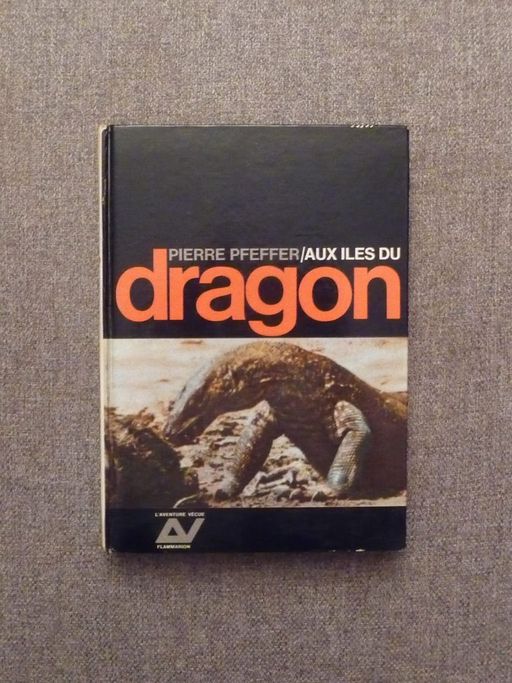 PIERRE PFEFFER/AUX ILES DU
dragon
L'AVENTURE VÉCUE
AV
FLAMMARION